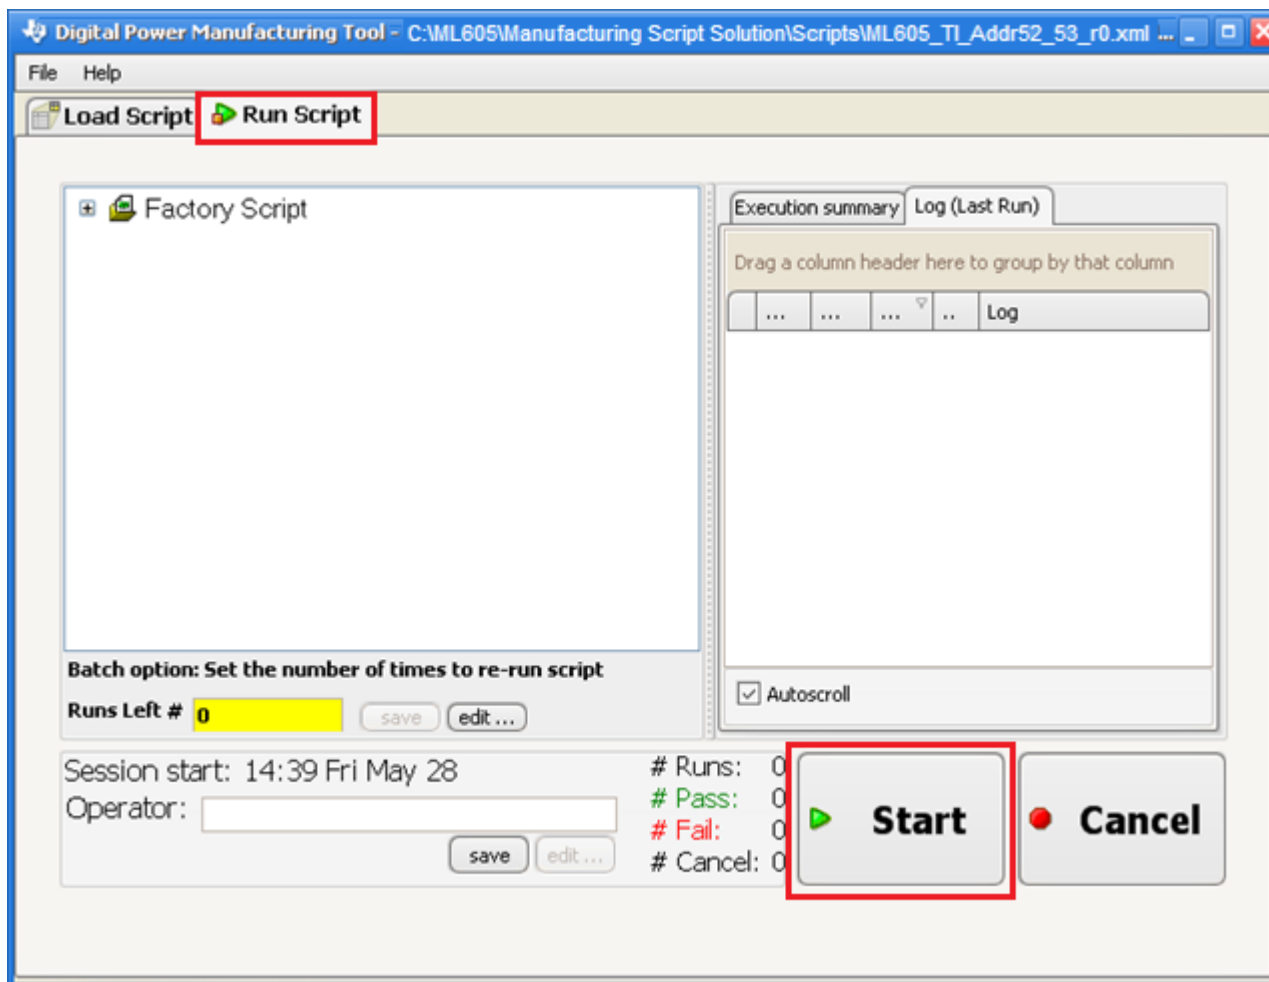 Digital Power Manufacturing Tool - C:\ML605\Manufacturing Script Solution\Scripts\ML605_TI_Addr52_53_r0.xml ...
File Help
Load Script Run Script
Factory Script
Execution summary Log (Last Run)
Drag a column header here to group by that column
... ... ... .. Log
Batch option: Set the number of times to re-run script
Autoscroll
Runs Left # 0 save edit ...
Session start: 14:39 Fri May 28
Operator:
save edit ...
# Runs: 0
# Pass: 0
# Fail: 0
# Cancel: 0
Start
Cancel